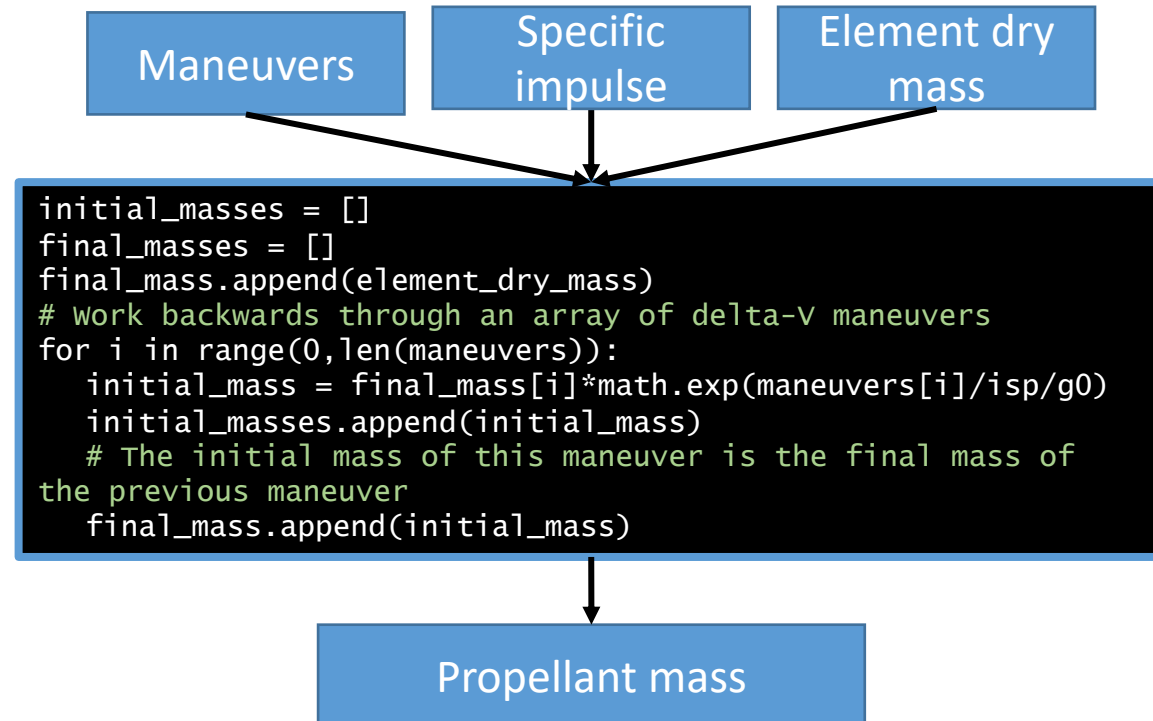 Maneuvers
Specific
impulse
Element dry
mass
initial_masses = []
final_masses = []
final_mass.append(element_dry_mass)
# Work backwards through an array of delta-V maneuvers
for i in range(0,len(maneuvers)):
   initial_mass = final_mass[i]*math.exp(maneuvers[i]/isp/g0)
   initial_masses.append(initial_mass)
   # The initial mass of this maneuver is the final mass of
the previous maneuver
   final_mass.append(initial_mass)
Propellant mass